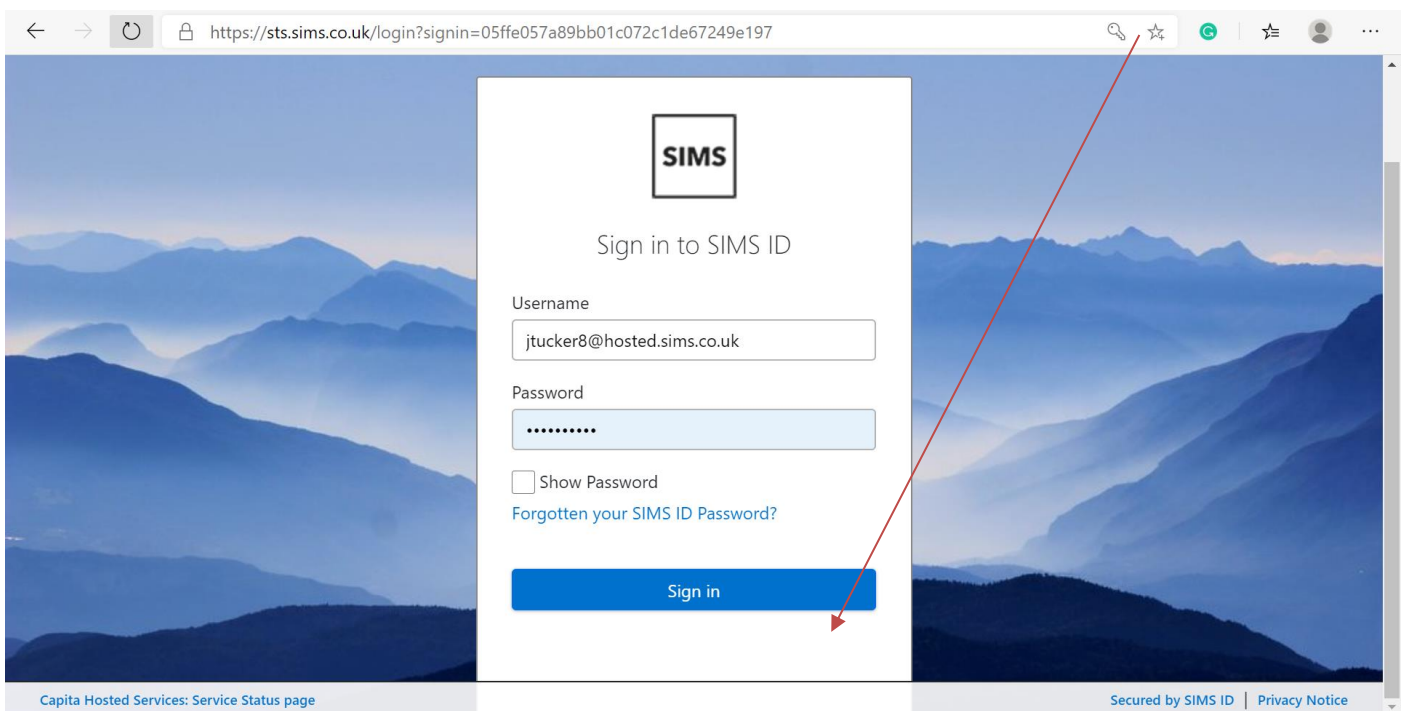 https://sts.sims.co.uk/login?signin=05ffe057a89bb01c072c1de67249e197
SIMS
Sign in to SIMS ID
Username
jtucker8@hosted.sims.co.uk
Password
••••••••••
Show Password
Forgotten your SIMS ID Password?
Sign in
Capita Hosted Services: Service Status page
Secured by SIMS ID | Privacy Notice